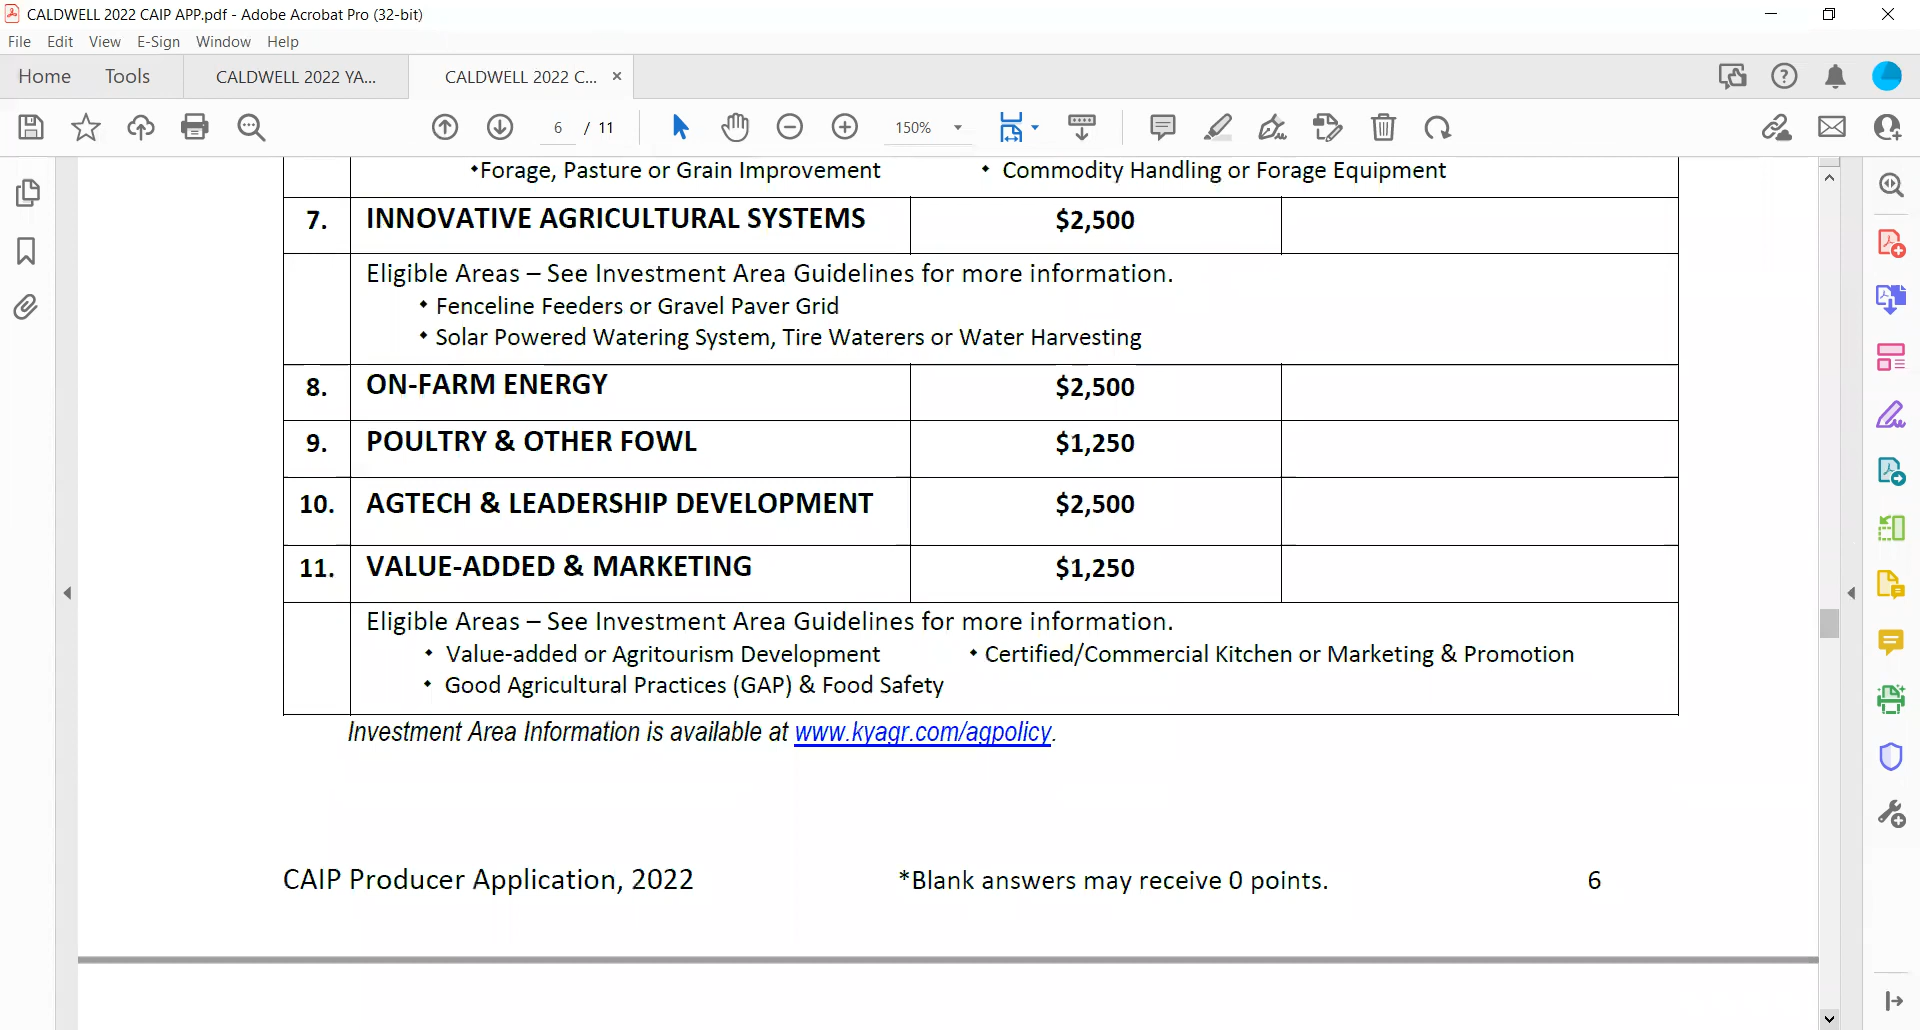 CALDWELL 2022 CAIP APP.pdf - Adobe Acrobat Pro (32-bit)
File Edit View E-Sign Window Help
Home Tools CALDWELL 2022 YA... CALDWELL 2022 C... ×
6 / 11 150%
•Forage, Pasture or Grain Improvement • Commodity Handling or Forage Equipment
7. INNOVATIVE AGRICULTURAL SYSTEMS $2,500
Eligible Areas – See Investment Area Guidelines for more information.
• Fenceline Feeders or Gravel Paver Grid
• Solar Powered Watering System, Tire Waterers or Water Harvesting
8. ON-FARM ENERGY $2,500
9. POULTRY & OTHER FOWL $1,250
10. AGTECH & LEADERSHIP DEVELOPMENT $2,500
11. VALUE-ADDED & MARKETING $1,250
Eligible Areas – See Investment Area Guidelines for more information.
• Value-added or Agritourism Development • Certified/Commercial Kitchen or Marketing & Promotion
• Good Agricultural Practices (GAP) & Food Safety
Investment Area Information is available at www.kyagr.com/agpolicy.
CAIP Producer Application, 2022 *Blank answers may receive 0 points. 6